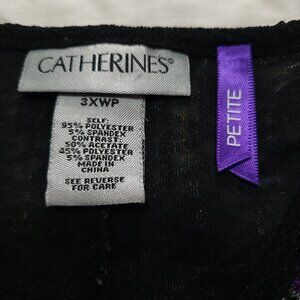 CATHERINES®
3XWP
SELF:
95% POLYESTER
5% SPANDEX
CONTRAST:
50% ACETATE
45% POLYESTER
5% SPANDEX
MADE IN
CHINA
SEE REVERSE
FOR CARE
PETITE